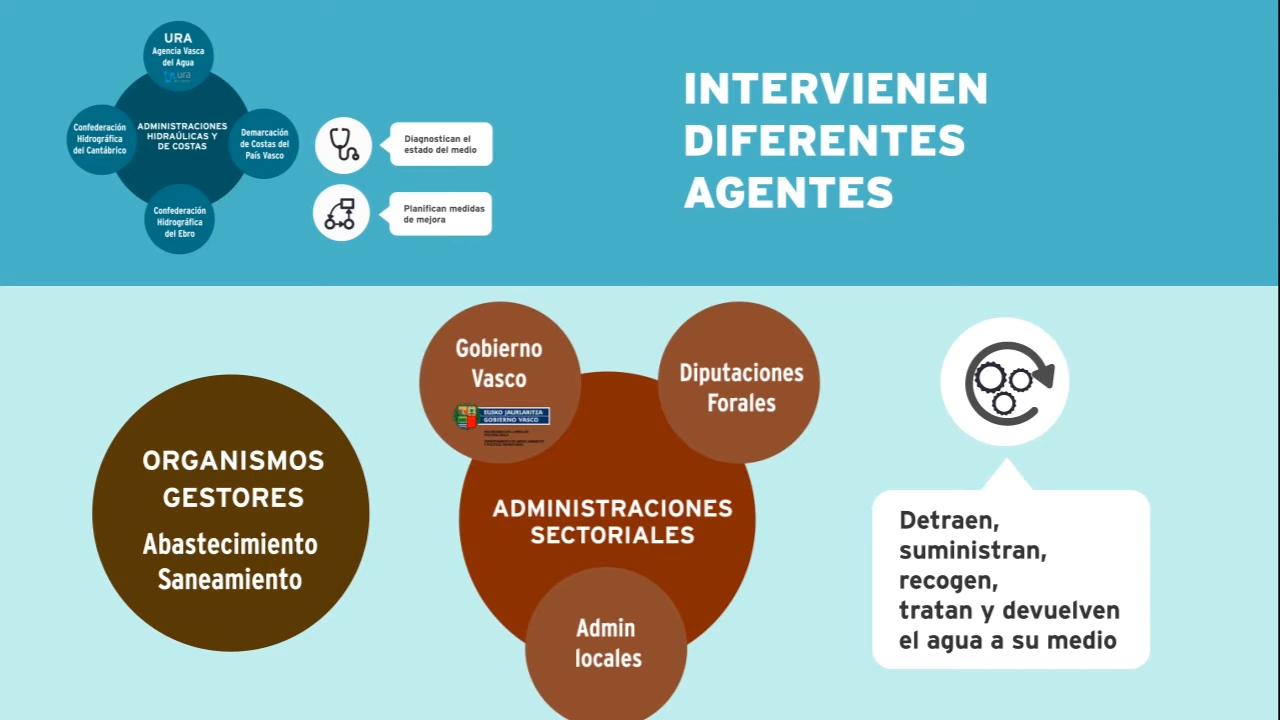 URA
Agencia Vasca
del Agua
ura
Confederación
Hidrográfica
del Cantábrico
ADMINISTRACIONES
HIDRAÚLICAS Y
DE COSTAS
Demarcación
de Costas del
País Vasco
Confederación
Hidrográfica
del Ebro
Diagnostican el
estado del medio
Planifican medidas
de mejora
INTERVIENEN
DIFERENTES
AGENTES
ORGANISMOS
GESTORES
Abastecimiento
Saneamiento
Gobierno
Vasco
EUSKO JAURLARITZA
GOBIERNO VASCO
Diputaciones
Forales
ADMINISTRACIONES
SECTORIALES
Admin
locales
Detraen,
suministran,
recogen,
tratan y devuelven
el agua a su medio